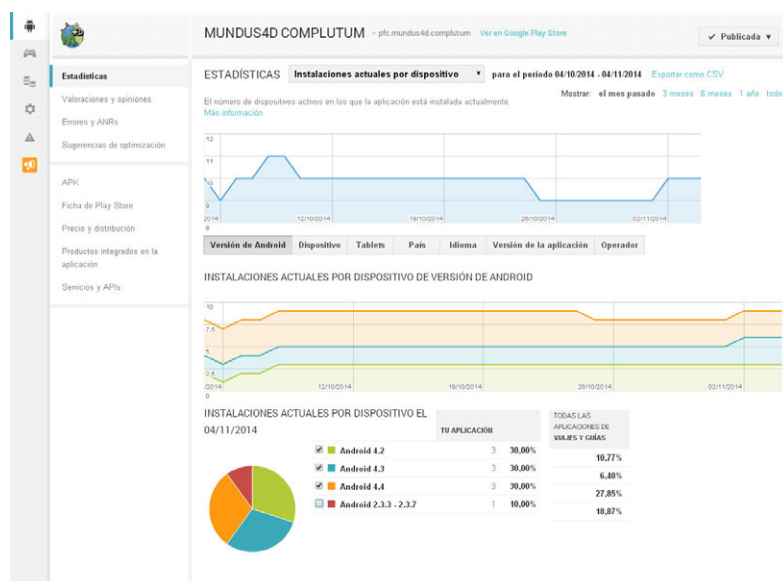 MUNDUS4D COMPLUTUM – pfc.mundus4d.complutum Ver en Google Play Store
✓ Publicada ▼
Estadísticas
Valoraciones y opiniones
Errores y ANRs
Sugerencias de optimización
APK
Ficha de Play Store
Precio y distribución
Productos integrados en la
aplicación
Servicios y APIs
ESTADÍSTICAS Instalaciones actuales por dispositivo ▼ para el período 04/10/2014 - 04/11/2014 Exportar como CSV
Mostrar: el mes pasado 3 meses 6 meses 1 año todo
El número de dispositivos activos en los que la aplicación está instalada actualmente.
Más información
12
11
10
9
8
/2014 12/10/2014 19/10/2014 26/10/2014 02/11/2014
Versión de Android Dispositivo Tablets País Idioma Versión de la aplicación Operador
INSTALACIONES ACTUALES POR DISPOSITIVO DE VERSIÓN DE ANDROID
10
7.5
5
2.5
0
/2014 12/10/2014 19/10/2014 26/10/2014 02/11/2014
INSTALACIONES ACTUALES POR DISPOSITIVO EL
04/11/2014
TU APLICACIÓN
TODAS LAS
APLICACIONES DE
VIAJES Y GUÍAS
Android 4.2 3 30,00% 10,77%
Android 4.3 3 30,00% 6,40%
Android 4.4 3 30,00% 27,85%
Android 2.3.3 - 2.3.7 1 10,00% 18,87%